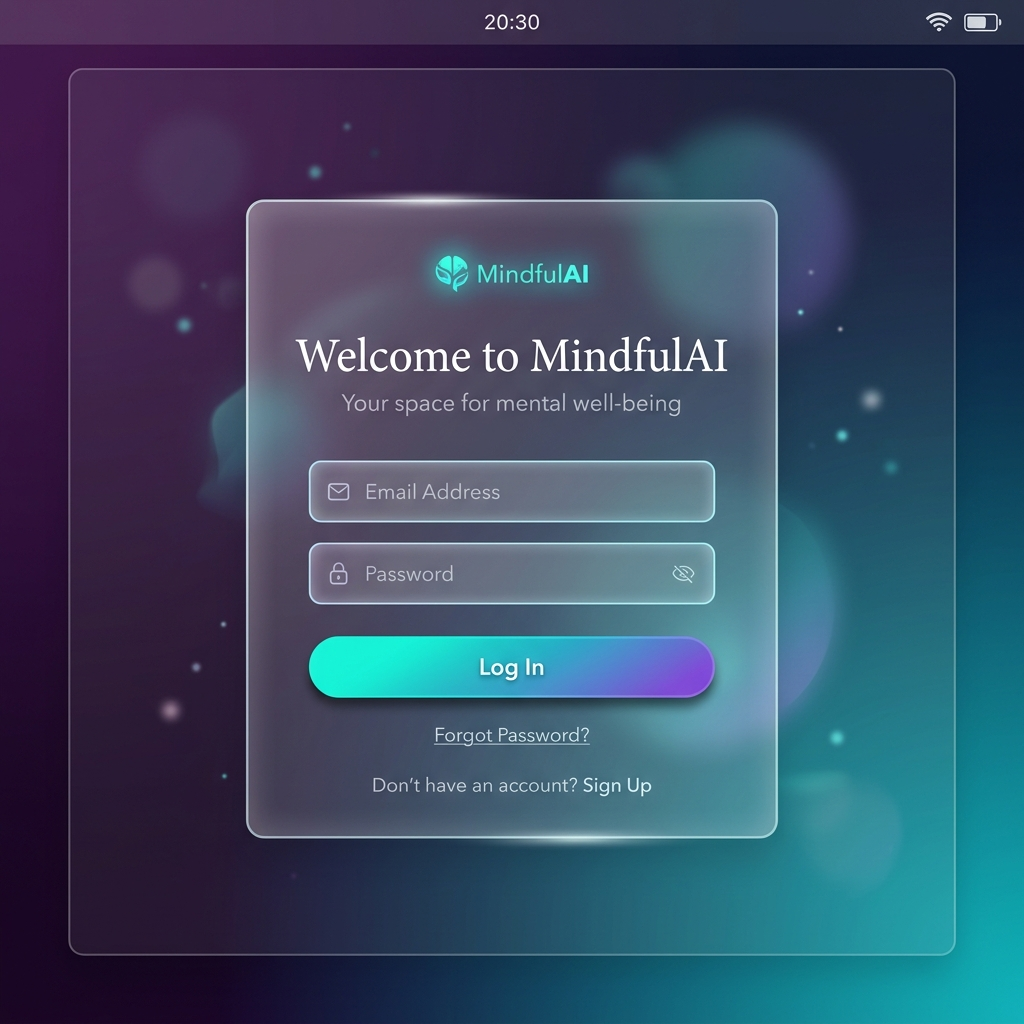 20:30
MindfulAI
Welcome to MindfulAI
Your space for mental well-being
Email Address
Password
Log In
Forgot Password?
Don’t have an account? Sign Up